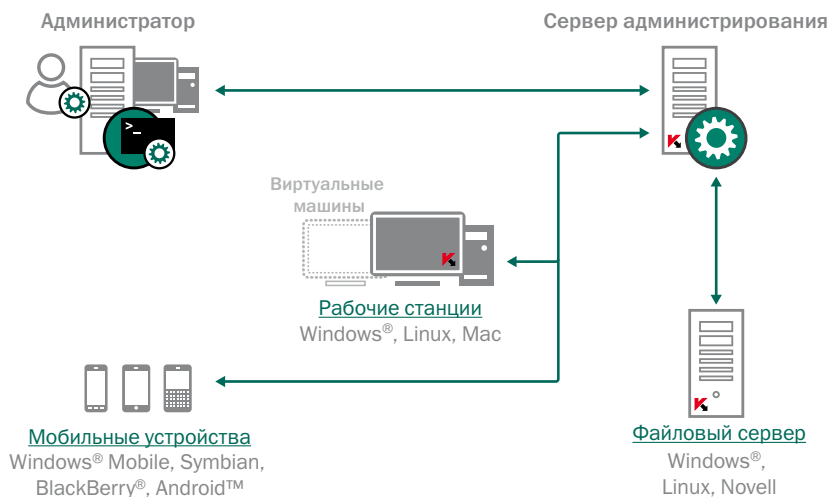 Администратор
Сервер администрирования
>_
Виртуальные
машины
Рабочие станции
Windows®, Linux, Mac
Мобильные устройства
Windows® Mobile, Symbian,
BlackBerry®, Android™
Файловый сервер
Windows®,
Linux, Novell